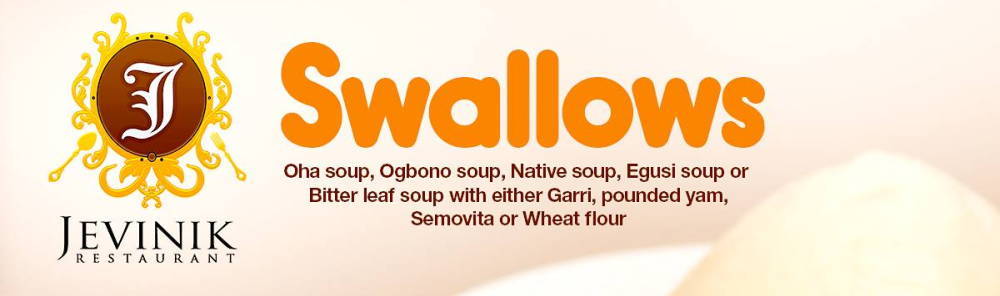 J
JEVINIK
RESTAURANT
Swallows
Oha soup, Ogbono soup, Native soup, Egusi soup or
Bitter leaf soup with either Garri, pounded yam,
Semovita or Wheat flour